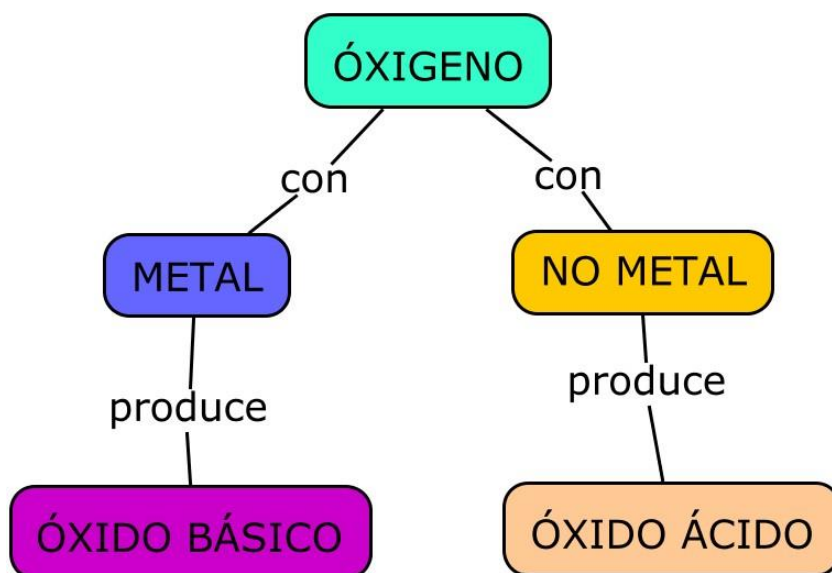 ÓXIGENO
con
con
METAL
NO METAL
produce
produce
ÓXIDO BÁSICO
ÓXIDO ÁCIDO